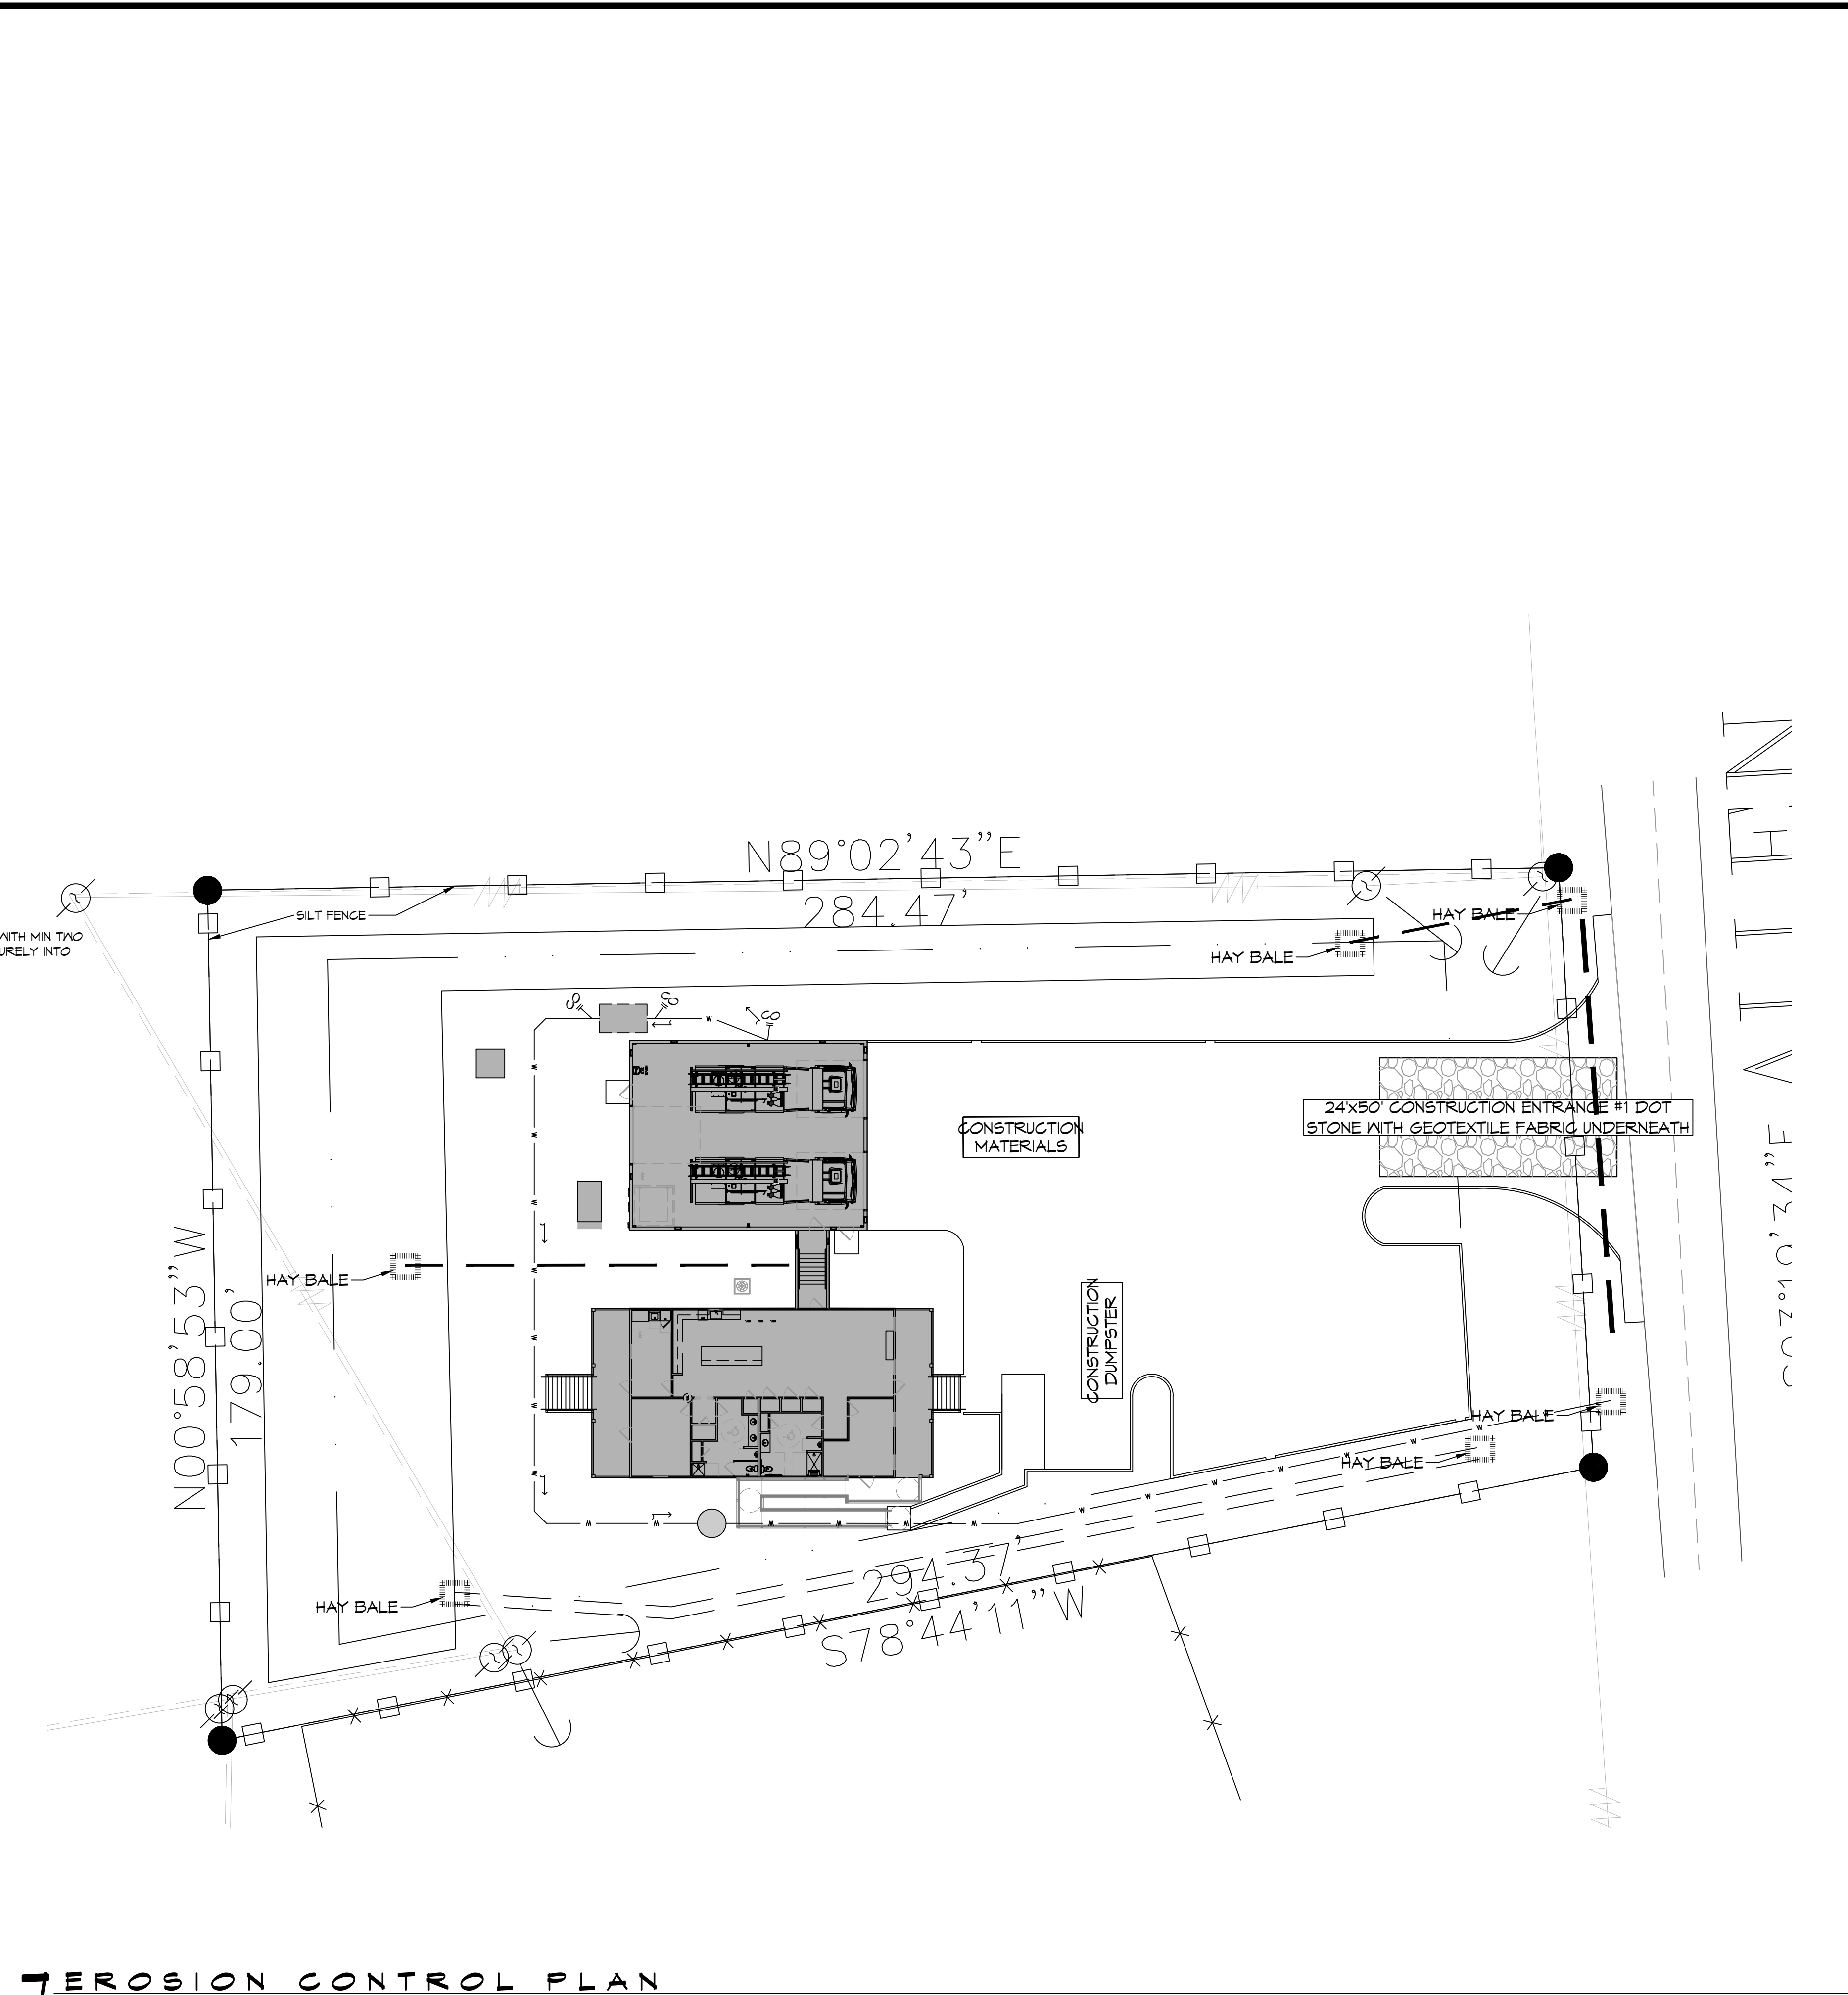 N89°02'43"E
284.47'
HAY BALE
SILT FENCE
WITH MIN TWO
URELY INTO
HAY BALE
S
S
S
W
CONSTRUCTION
MATERIALS
24'x50' CONSTRUCTION ENTRANCE #1 DOT
STONE WITH GEOTEXTILE FABRIC UNDERNEATH
N00°58'53"W
179.00'
HAY BALE
CONSTRUCTION
DUMPSTER
HAY BALE
HAY BALE
294.37'
S78°44'11"W
HAY BALE
EROSION CONTROL PLAN